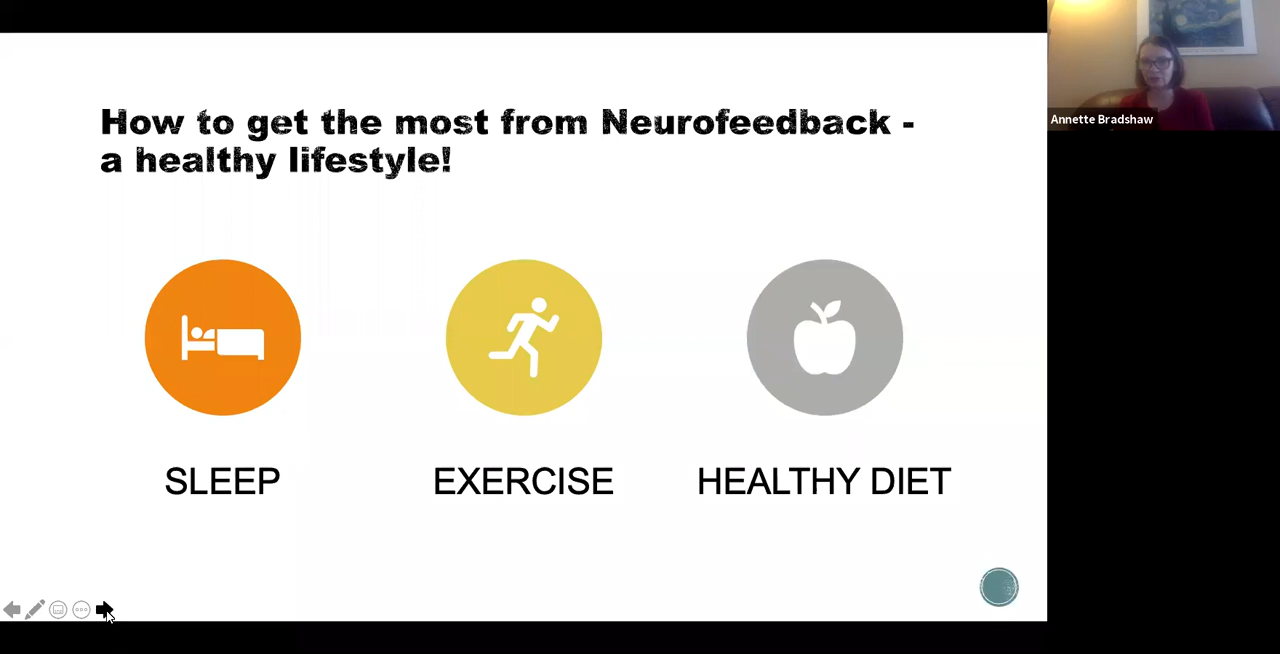 How to get the most from Neurofeedback -
a healthy lifestyle!
SLEEP
EXERCISE
HEALTHY DIET
Annette Bradshaw